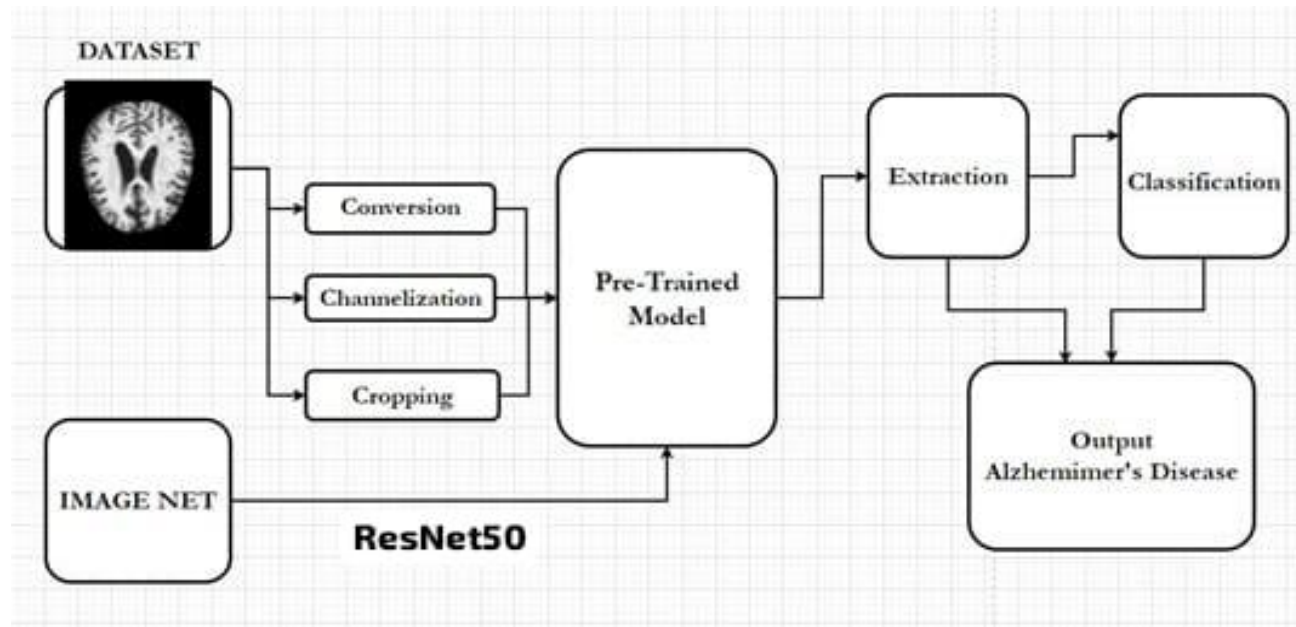 DATASET
Conversion
Channelization
Cropping
IMAGE NET
ResNet50
Pre-Trained
Model
Extraction
Classification
Output
Alzhemimer's Disease